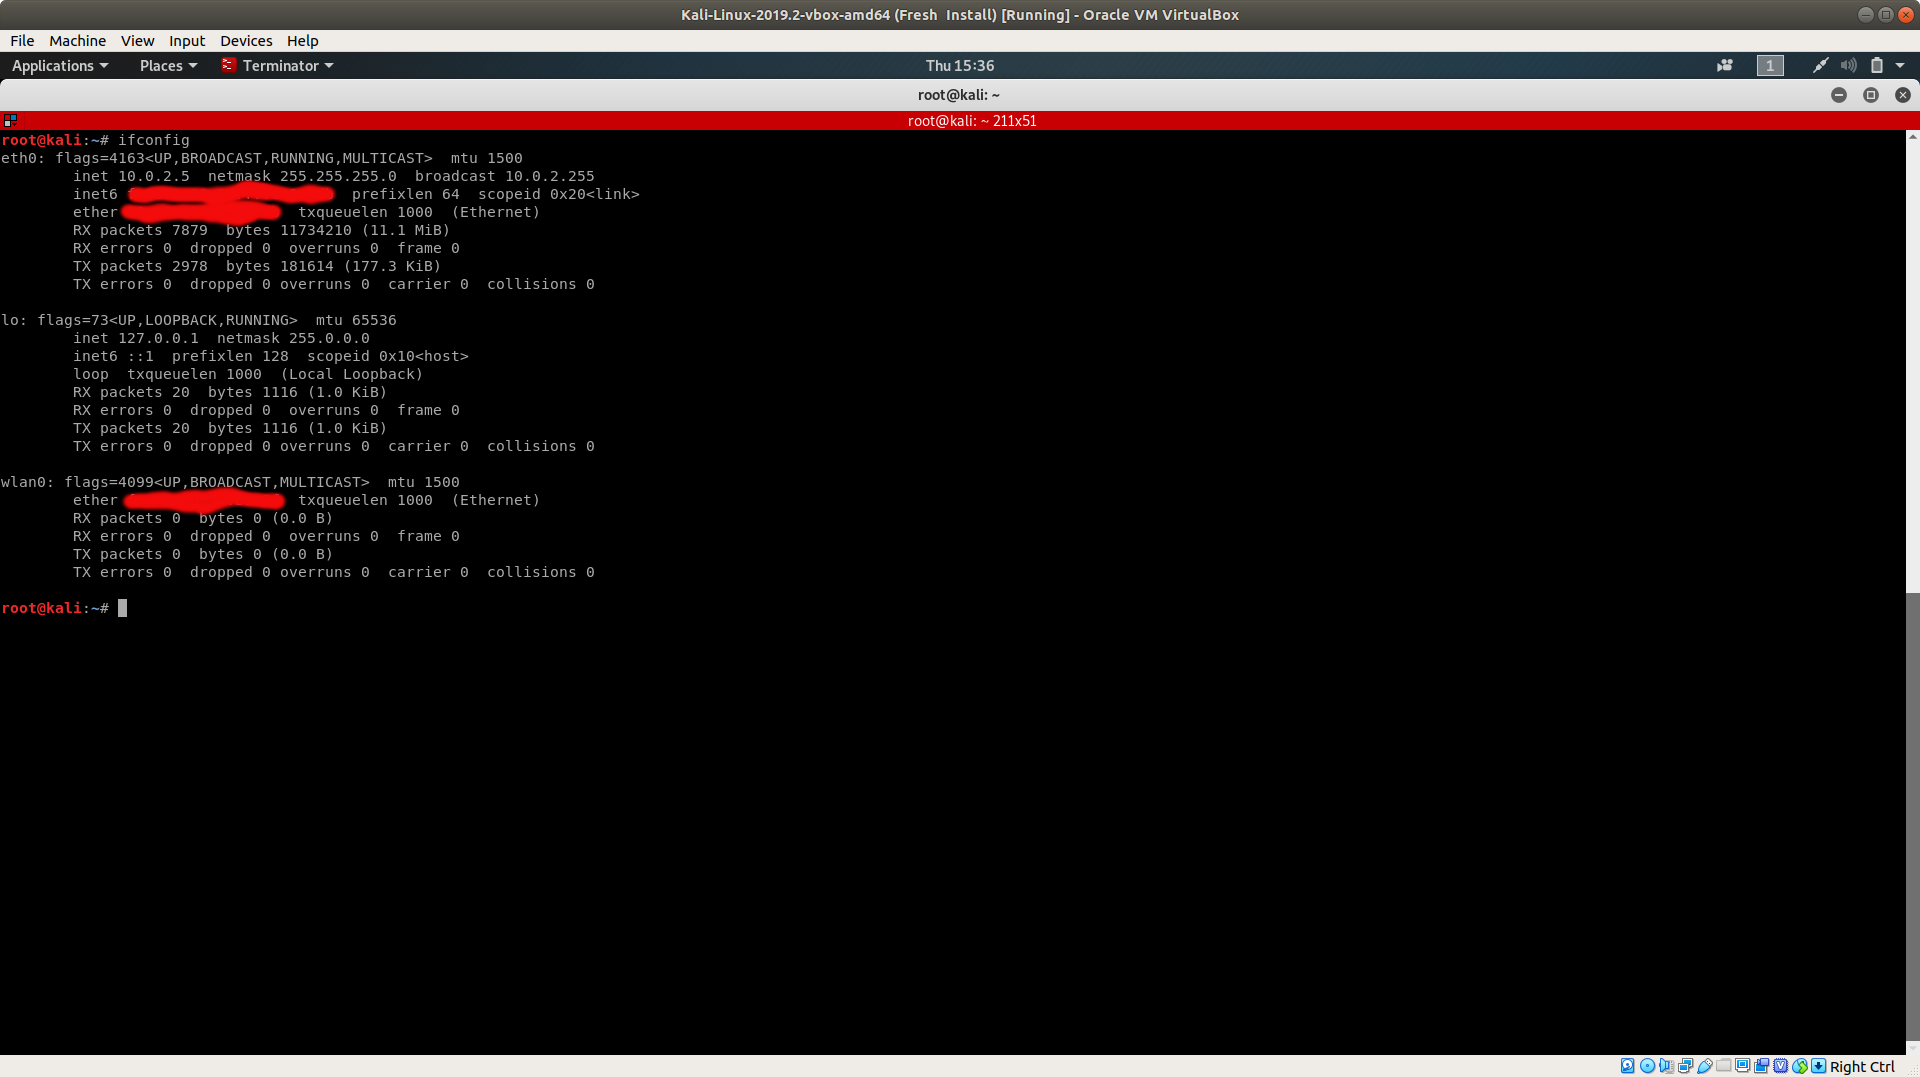 Kali-Linux-2019.2-vbox-amd64 (Fresh Install) [Running] - Oracle VM VirtualBox
File Machine View Input Devices Help
Applications Places Terminator Thu 15:36 1
root@kali: ~
root@kali: ~ 211x51
root@kali:~# ifconfig
eth0: flags=4163<UP,BROADCAST,RUNNING,MULTICAST>  mtu 1500
        inet 10.0.2.5  netmask 255.255.255.0  broadcast 10.0.2.255
        inet6 prefixlen 64  scopeid 0x20<link>
        ether txqueuelen 1000  (Ethernet)
        RX packets 7879  bytes 11734210 (11.1 MiB)
        RX errors 0  dropped 0  overruns 0  frame 0
        TX packets 2978  bytes 181614 (177.3 KiB)
        TX errors 0  dropped 0 overruns 0  carrier 0  collisions 0
lo: flags=73<UP,LOOPBACK,RUNNING>  mtu 65536
        inet 127.0.0.1  netmask 255.0.0.0
        inet6 ::1  prefixlen 128  scopeid 0x10<host>
        loop  txqueuelen 1000  (Local Loopback)
        RX packets 20  bytes 1116 (1.0 KiB)
        RX errors 0  dropped 0  overruns 0  frame 0
        TX packets 20  bytes 1116 (1.0 KiB)
        TX errors 0  dropped 0 overruns 0  carrier 0  collisions 0
wlan0: flags=4099<UP,BROADCAST,MULTICAST>  mtu 1500
        ether txqueuelen 1000  (Ethernet)
        RX packets 0  bytes 0 (0.0 B)
        RX errors 0  dropped 0  overruns 0  frame 0
        TX packets 0  bytes 0 (0.0 B)
        TX errors 0  dropped 0 overruns 0  carrier 0  collisions 0
root@kali:~#
Right Ctrl